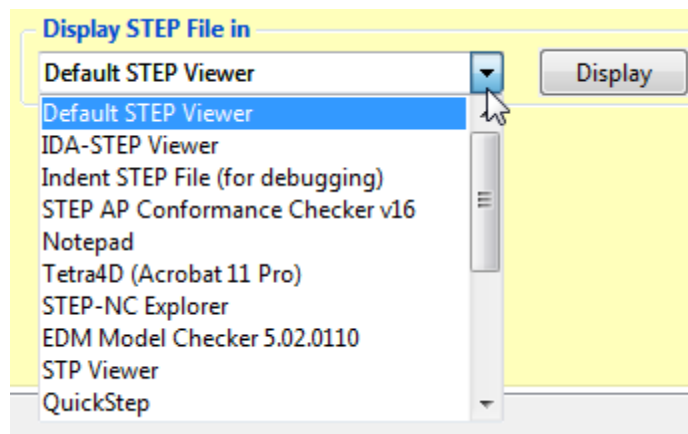 Display STEP File in
Default STEP Viewer
Display
Default STEP Viewer
IDA-STEP Viewer
Indent STEP File (for debugging)
STEP AP Conformance Checker v16
Notepad
Tetra4D (Acrobat 11 Pro)
STEP-NC Explorer
EDM Model Checker 5.02.0110
STP Viewer
QuickStep